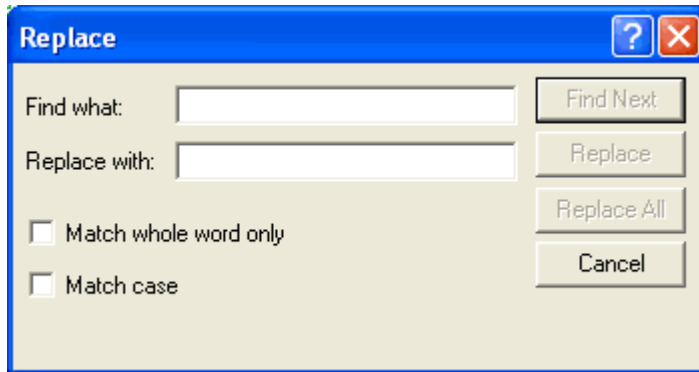 Replace
Find what:
Find Next
Replace with:
Replace
Replace All
Match whole word only
Cancel
Match case